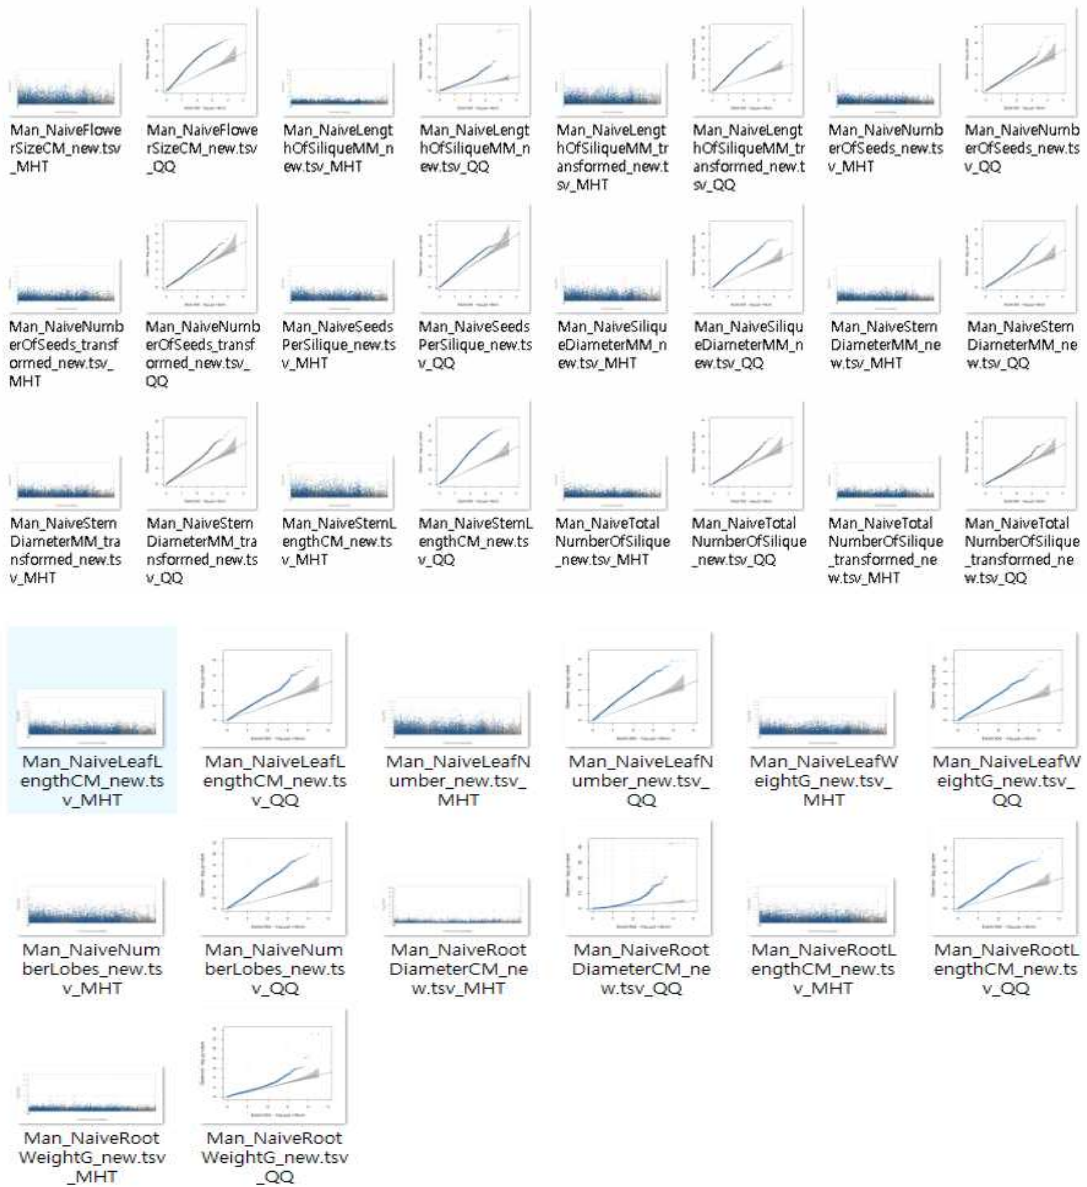 Man_NaiveFlowe Man_NaiveFlowe Man_NaiveLengt Man_NaiveLengt Man_NaiveLengt Man_NaiveLengt Man_NaiveNumb Man_NaiveNumb
rSizeCM_new.tsv rSizeCM_new.tsv hOfSiliqueMM_n hOfSiliqueMM_n hOfSiliqueMM_tr hOfSiliqueMM_tr erOfSeeds_new.ts erOfSeeds_new.ts
_MHT _QQ ew.tsv_MHT ew.tsv_QQ ansformed_new.t ansformed_new.t v_MHT v_QQ
sv_MHT sv_QQ
Man_NaiveNumb Man_NaiveNumb Man_NaiveSeeds Man_NaiveSeeds Man_NaiveSiliqu Man_NaiveSiliqu Man_NaiveStem Man_NaiveStem
erOfSeeds_transf erOfSeeds_transf PerSilique_new.ts PerSilique_new.ts eDiameterMM_n eDiameterMM_n DiameterMM_ne DiameterMM_ne
ormed_new.tsv_ ormed_new.tsv_ v_MHT v_QQ ew.tsv_MHT ew.tsv_QQ w.tsv_MHT w.tsv_QQ
MHT QQ
Man_NaiveStem Man_NaiveStem Man_NaiveStemL Man_NaiveStemL Man_NaiveTotal Man_NaiveTotal Man_NaiveTotal Man_NaiveTotal
DiameterMM_tra DiameterMM_tra engthCM_new.ts engthCM_new.ts NumberOfSilique NumberOfSilique NumberOfSilique NumberOfSilique
nsformed_new.ts nsformed_new.ts v_MHT v_QQ _new.tsv_MHT _new.tsv_QQ _transformed_ne _transformed_ne
v_MHT v_QQ w.tsv_MHT w.tsv_QQ
Man_NaiveLeafL Man_NaiveLeafL Man_NaiveLeafN Man_NaiveLeafN Man_NaiveLeafW Man_NaiveLeafW
engthCM_new.ts engthCM_new.ts umber_new.tsv_ umber_new.tsv_ eightG_new.tsv_ eightG_new.tsv_
v_MHT v_QQ MHT QQ MHT QQ
Man_NaiveNum Man_NaiveNum Man_NaiveRoot Man_NaiveRoot Man_NaiveRootL Man_NaiveRootL
berLobes_new.ts berLobes_new.ts DiameterCM_ne DiameterCM_ne engthCM_new.ts engthCM_new.ts
v_MHT v_QQ w.tsv_MHT w.tsv_QQ v_MHT v_QQ
Man_NaiveRoot Man_NaiveRoot
WeightG_new.tsv WeightG_new.tsv
_MHT _QQ